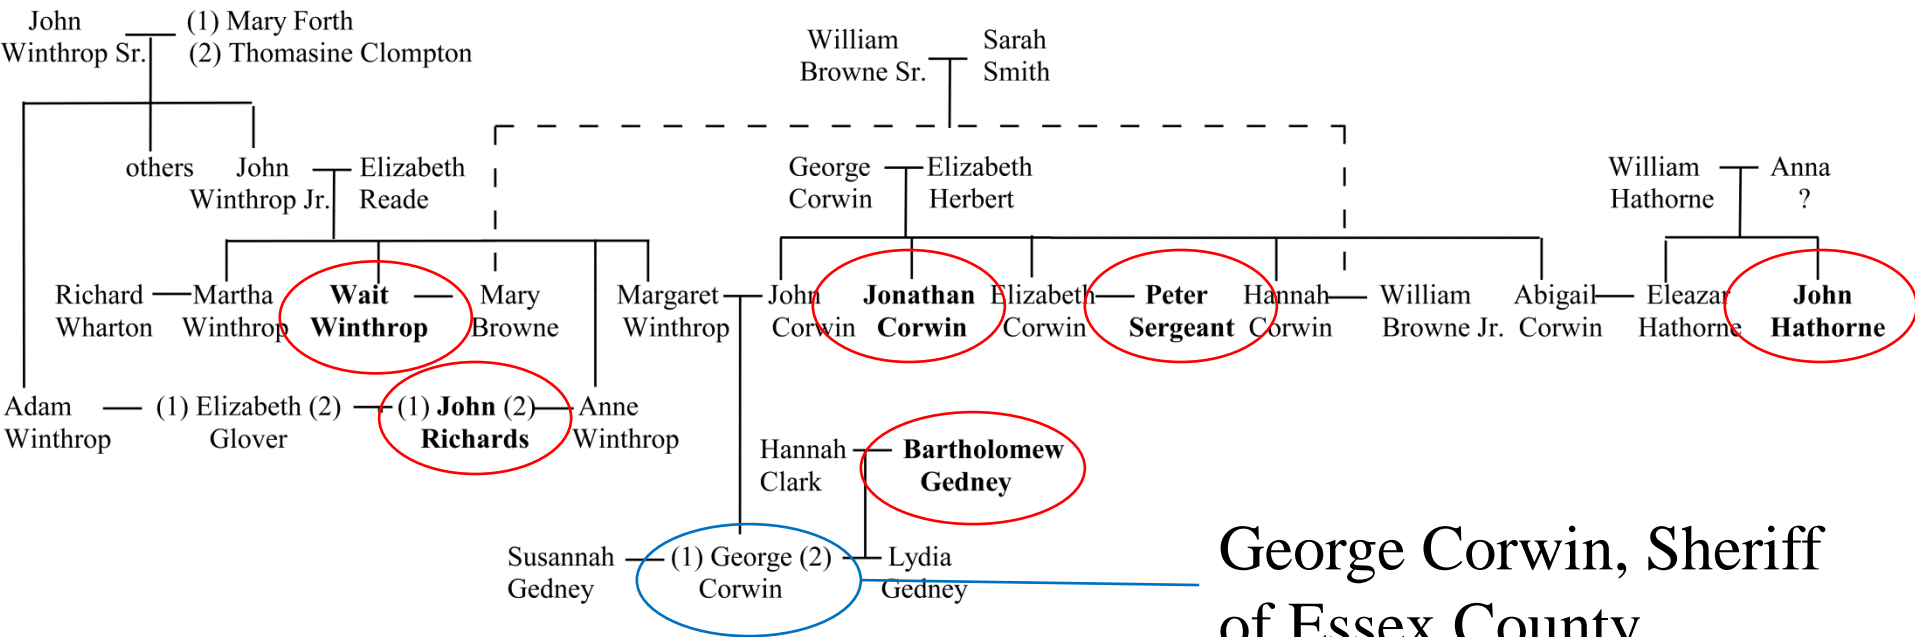 John (1) Mary Forth
Winthrop Sr. (2) Thomasine Clompton
William Sarah
Browne Sr. Smith
others John Elizabeth
Winthrop Jr. Reade
George Elizabeth
Corwin Herbert
William Anna
Hathorne ?
Richard Martha Wait Mary Margaret John Jonathan Elizabeth Peter Hannah William Abigail Eleazar John
Wharton Winthrop Winthrop Browne Winthrop Corwin Corwin Corwin Sergeant Corwin Browne Jr. Corwin Hathorne Hathorne
Adam (1) Elizabeth (2) (1) John (2) Anne
Winthrop Glover Richards Winthrop
Hannah Bartholomew
Clark Gedney
Susannah (1) George (2) Lydia
Gedney Corwin Gedney
George Corwin, Sheriff
of Essex County